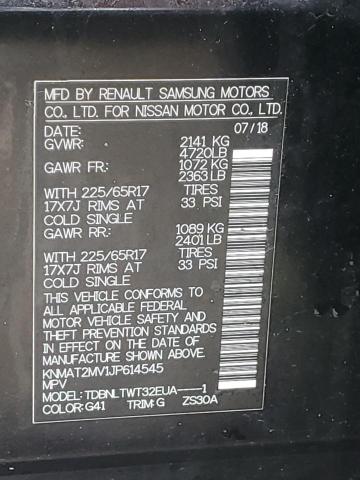 MFD BY RENAULT SAMSUNG MOTORS
CO., LTD. FOR NISSAN MOTOR CO., LTD.
DATE: 07/18
GVWR: 2141 KG
4720LB
GAWR FR: 1072 KG
2363LB
WITH 225/65R17 TIRES
17X7J RIMS AT 33 PSI
COLD SINGLE
GAWR RR: 1089 KG
2401LB
WITH 225/65R17 TIRES
17X7J RIMS AT 33 PSI
COLD SINGLE
THIS VEHICLE CONFORMS TO
ALL APPLICABLE FEDERAL
MOTOR VEHICLE SAFETY AND
THEFT PREVENTION STANDARDS
IN EFFECT ON THE DATE OF
MANUFACTURE SHOWN ABOVE.
KNMAT2MV1JP614545
MPV
MODEL: TDBNLTWT32EUA----1
COLOR: G41 TRIM: G ZS30A